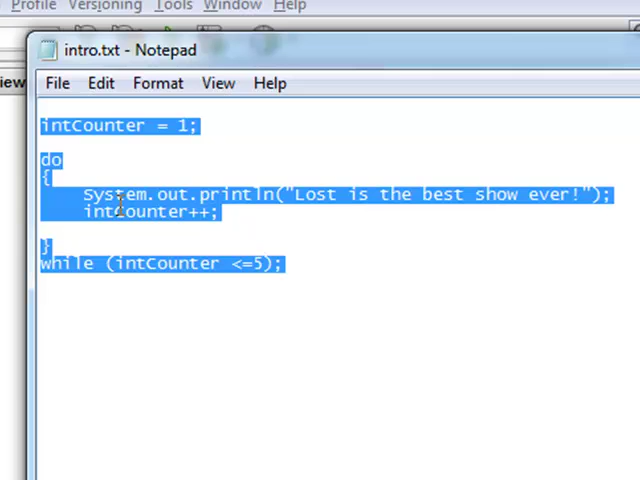 Profile Versioning Tools Window Help
intro.txt - Notepad
iew
File Edit Format View Help
intCounter = 1;
do
{
System.out.println("Lost is the best show ever!");
intCounter++;
}
while (intCounter <=5);